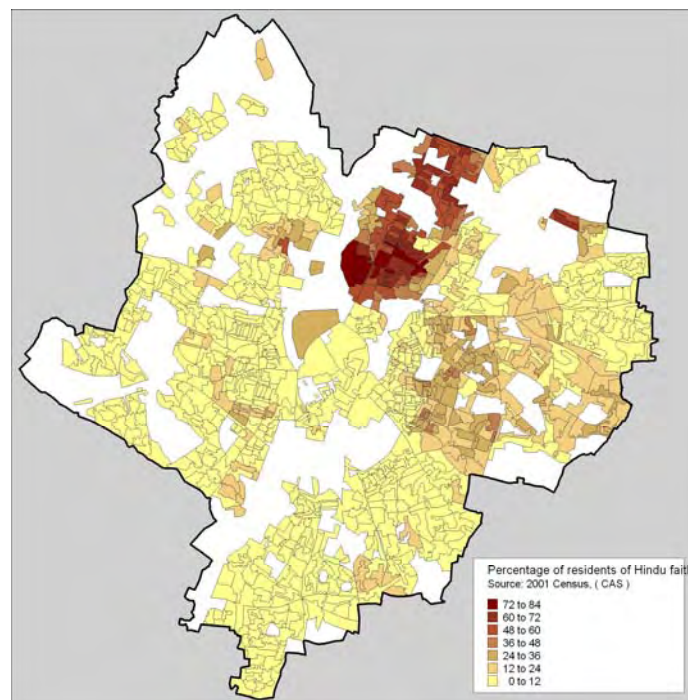 Percentage of residents of Hindu fait
Source: 2001 Census, ( CAS )
72 to 84
60 to 72
48 to 60
36 to 48
24 to 36
12 to 24
0 to 12